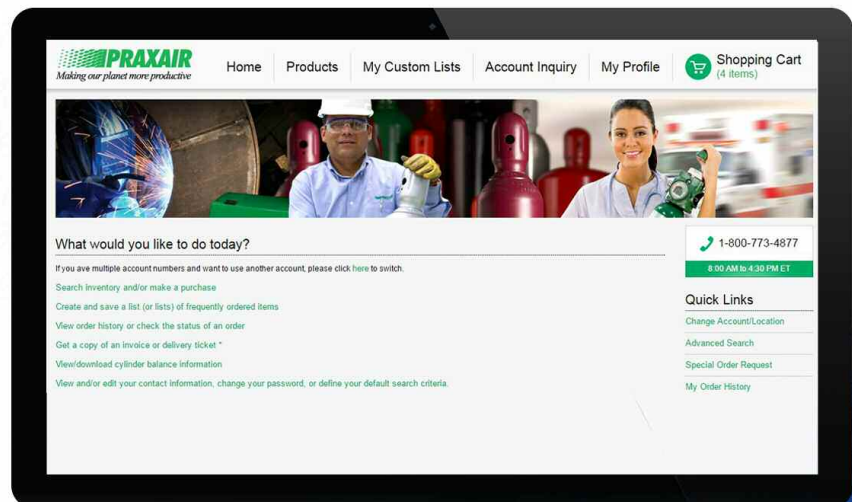 PRAXAIR
Making our planet more productive
Home
Products
My Custom Lists
Account Inquiry
My Profile
Shopping Cart
(4 items)
What would you like to do today?
If you ave multiple account numbers and want to use another account, please click here to switch.
Search inventory and/or make a purchase
Create and save a list (or lists) of frequently ordered items
View order history or check the status of an order
Get a copy of an invoice or delivery ticket *
View/download cylinder balance information
View and/or edit your contact information, change your password, or define your default search criteria.
1-800-773-4877
8:00 AM to 4:30 PM ET
Quick Links
Change Account/Location
Advanced Search
Special Order Request
My Order History